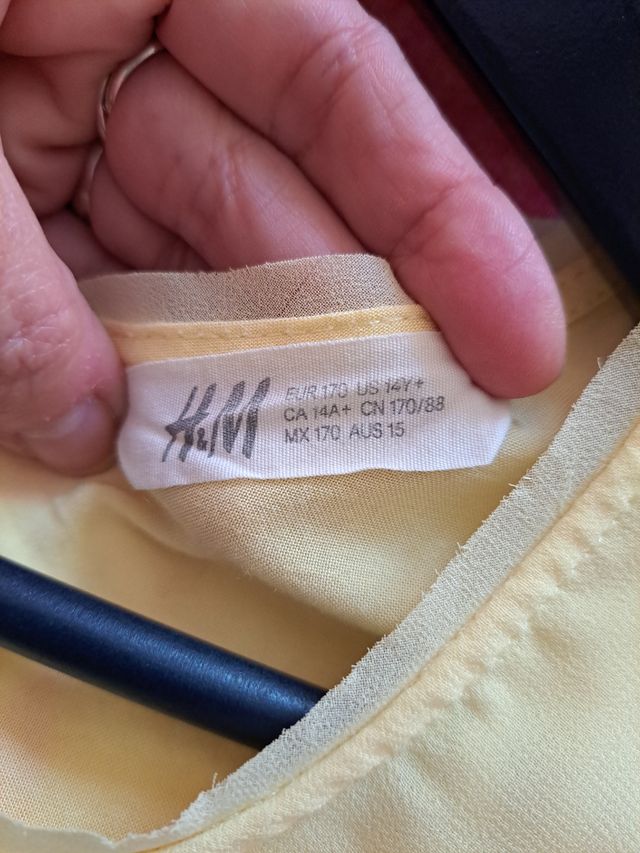 H&M
EUR 170 US 14Y+
CA 14A+ CN 170/88
MX 170 AUS 15